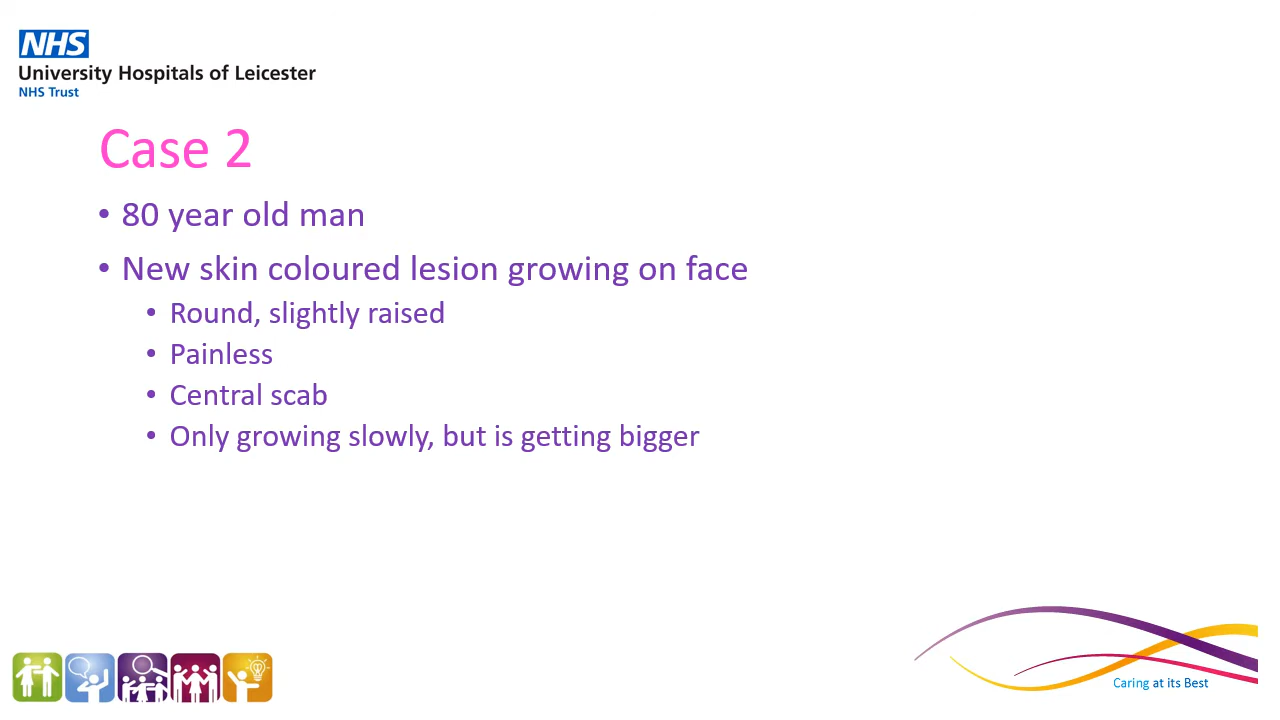 NHS
University Hospitals of Leicester
NHS Trust
Case 2
• 80 year old man
• New skin coloured lesion growing on face
• Round, slightly raised
• Painless
• Central scab
• Only growing slowly, but is getting bigger
Caring at its Best